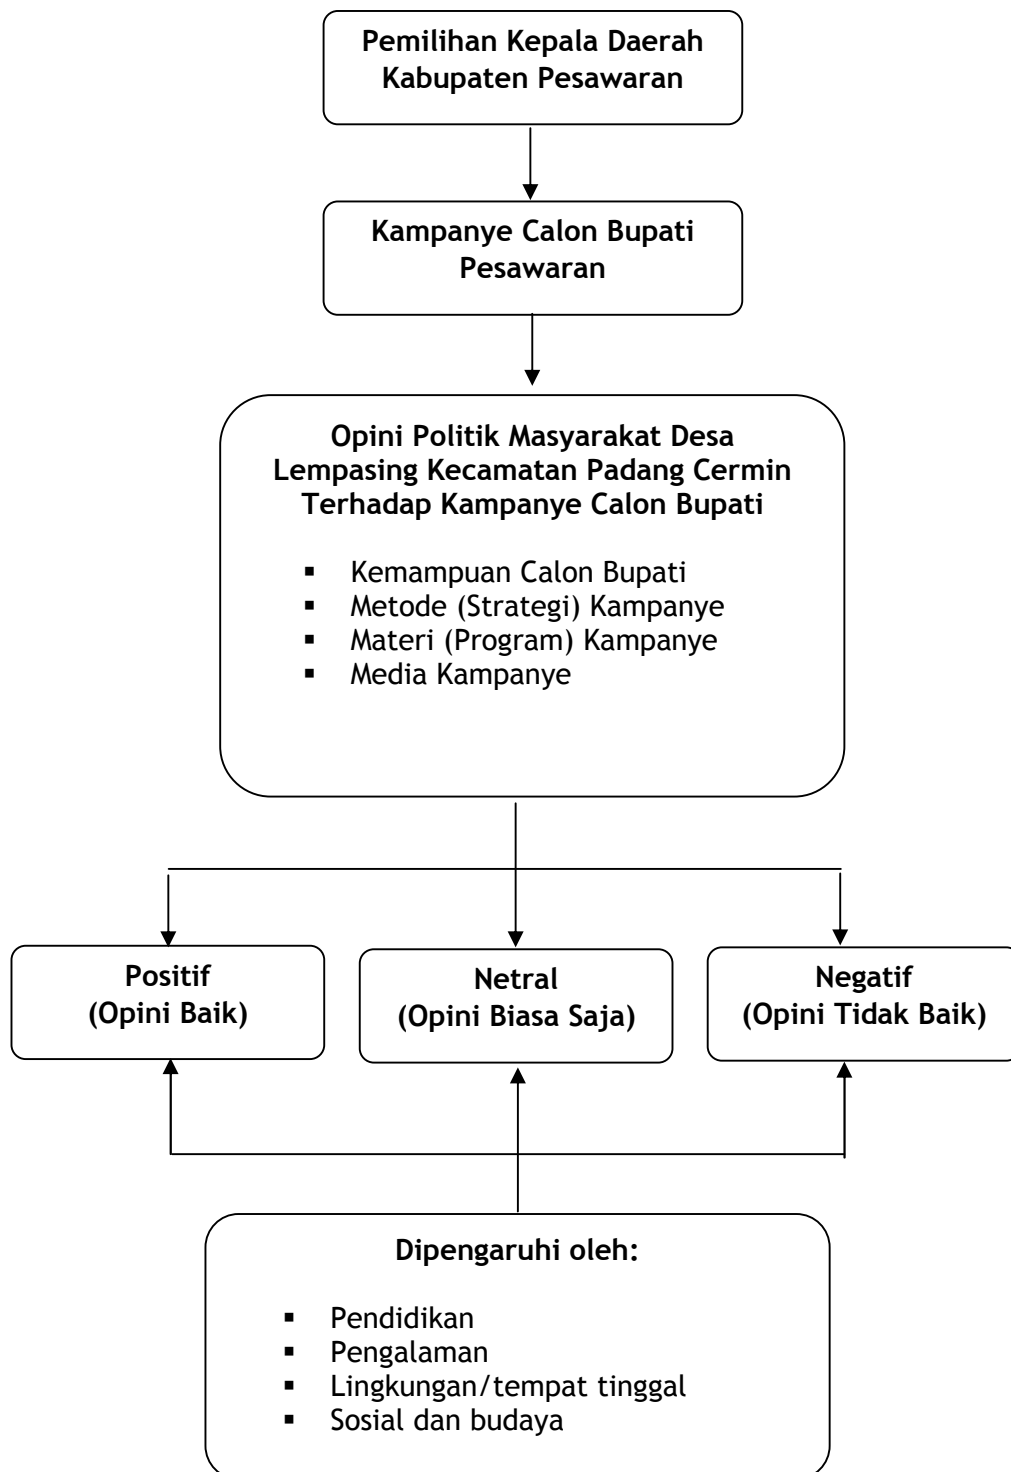 Pemilihan Kepala Daerah
Kabupaten Pesawaran
Kampanye Calon Bupati
Pesawaran
Opini Politik Masyarakat Desa
Lempasing Kecamatan Padang Cermin
Terhadap Kampanye Calon Bupati
▪ Kemampuan Calon Bupati
▪ Metode (Strategi) Kampanye
▪ Materi (Program) Kampanye
▪ Media Kampanye
Positif
(Opini Baik)
Netral
(Opini Biasa Saja)
Negatif
(Opini Tidak Baik)
Dipengaruhi oleh:
▪ Pendidikan
▪ Pengalaman
▪ Lingkungan/tempat tinggal
▪ Sosial dan budaya